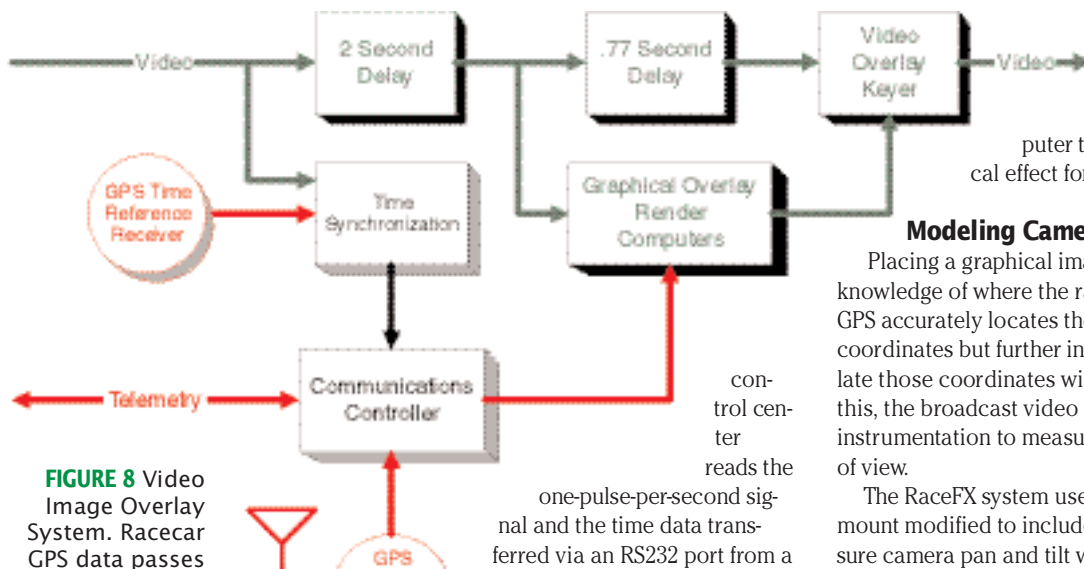 Video
2 Second
Delay
.77 Second
Delay
Video
Overlay
Keyer
Video
GPS Time
Reference
Receiver
Time
Synchronization
Graphical Overlay
Render
Computers
Telemetry
Communications
Controller
GPS
FIGURE 8 Video
Image Overlay
System. Racecar
GPS data passes
con-
trol cen-
ter
reads the
one-pulse-per-second sig-
nal and the time data trans-
ferred via an RS232 port from a
puter t
cal effect for
Modeling Came
Placing a graphical ima
knowledge of where the ra
GPS accurately locates the
coordinates but further in
late those coordinates wi
this, the broadcast video
instrumentation to measu
of view.
The RaceFX system use
mount modified to include
sure camera pan and tilt w